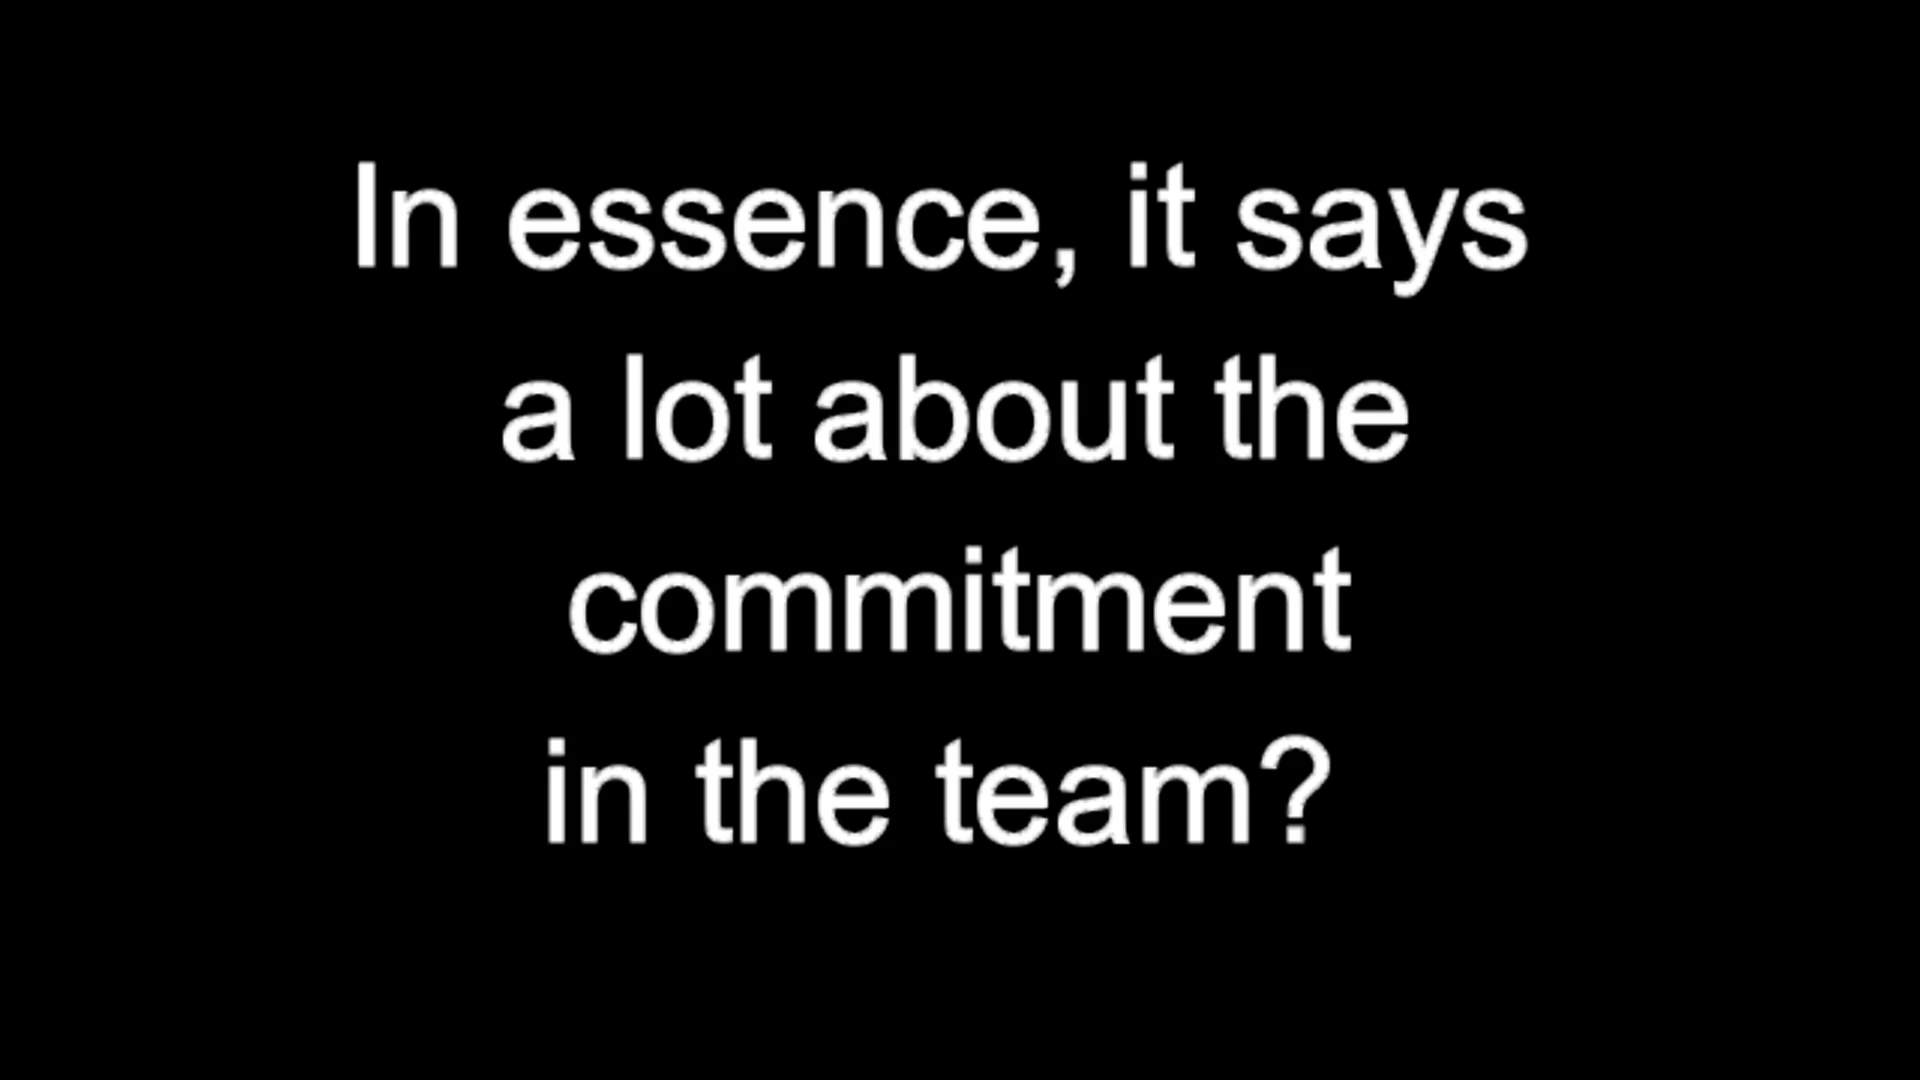 In essence, it says
a lot about the
commitment
in the team?